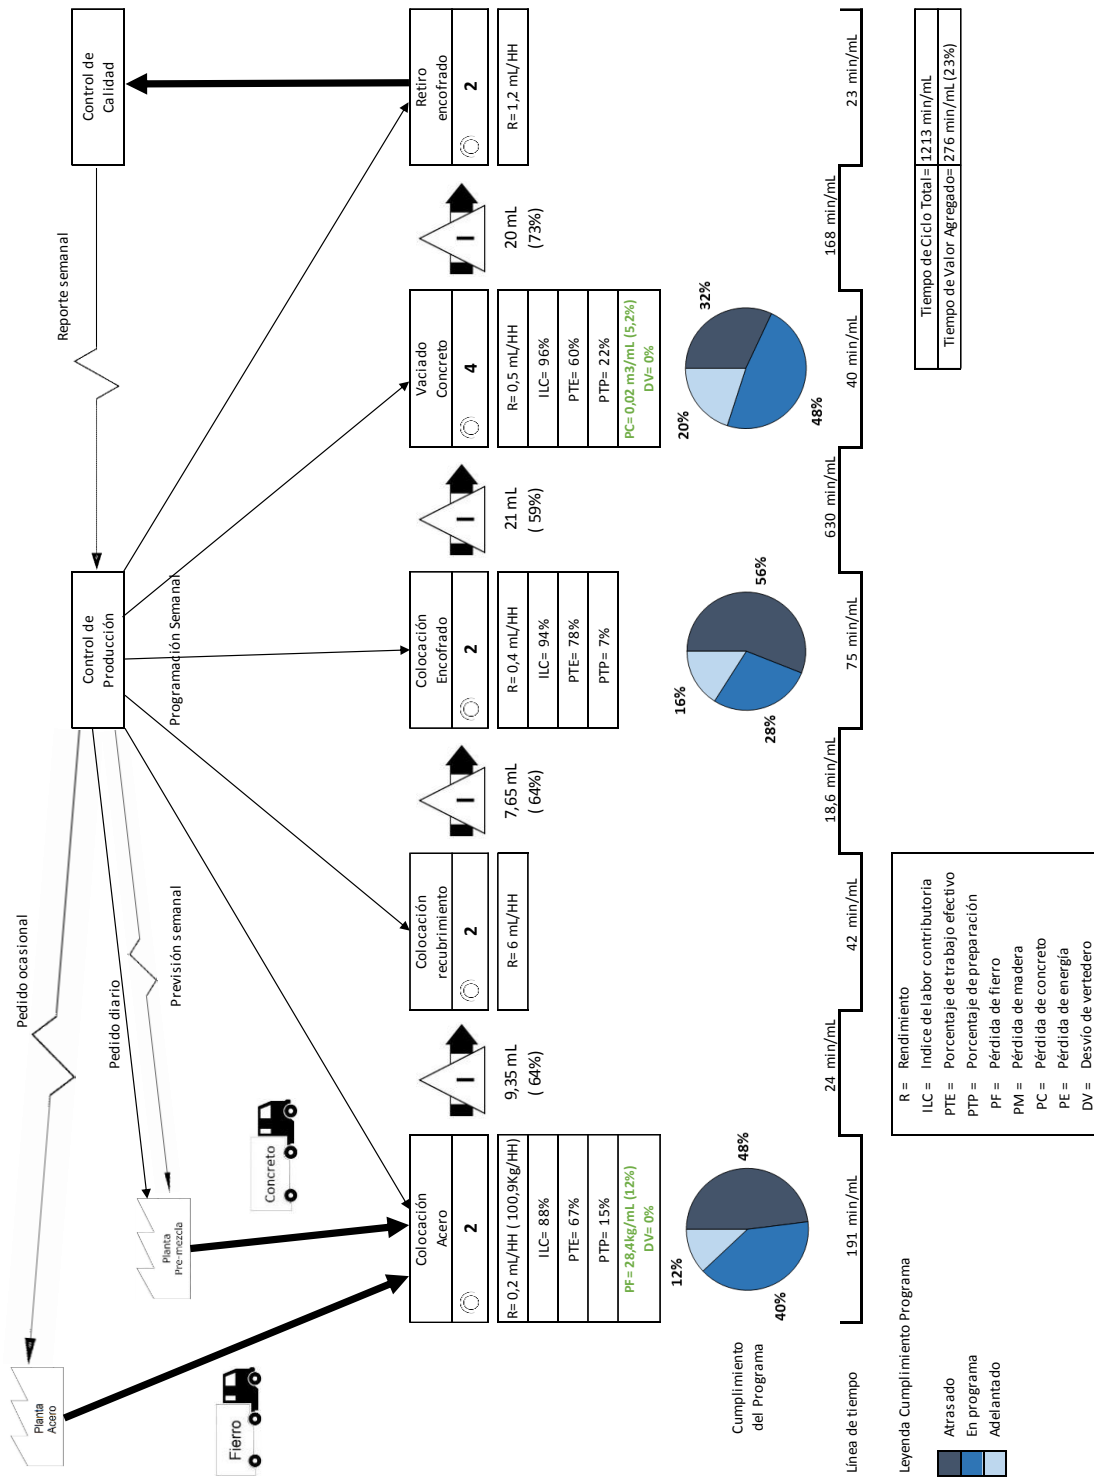 Pedido ocasional
Pedido diario
Previsión semanal
Programación Semanal
Reporte semanal
Planta
Acero
Planta
Pre-mezcla
Control de
Producción
Control de
Calidad
Fierro
Concreto
Colocación
Acero
2
R= 0,2 mL/HH ( 100,9Kg/HH)
ILC= 88%
PTE= 67%
PTP= 15%
PF= 28,4kg/mL (12%)
DV= 0%
I
9,35 mL
( 64%)
Colocación
recubrimiento
2
R= 6 mL/HH
I
7,65 mL
( 64%)
Colocación
Encofrado
2
R= 0,4 mL/HH
ILC= 94%
PTE= 78%
PTP= 7%
I
21 mL
( 59%)
Vaciado
Concreto
4
R= 0,5 mL/HH
ILC= 96%
PTE= 60%
PTP= 22%
PC= 0,02 m3/mL (5,2%)
DV= 0%
I
20 mL
(73%)
Retiro
encofrado
2
R= 1,2 mL/HH
Cumplimiento
del Programa
12%
48%
40%
16%
56%
28%
20%
32%
48%
Línea de tiempo
191 min/mL
24 min/mL
42 min/mL
18,6 min/mL
75 min/mL
630 min/mL
40 min/mL
168 min/mL
23 min/mL
Leyenda Cumplimiento Programa
Atrasado
En programa
Adelantado
R = Rendimiento
ILC = Indice de labor contributoria
PTE = Porcentaje de trabajo efectivo
PTP = Porcentaje de preparación
PF = Pérdida de fierro
PM = Pérdida de madera
PC = Pérdida de concreto
PE = Pérdida de energía
DV = Desvío de vertedero
Tiempo de Ciclo Total= 1213 min/mL
Tiempo de Valor Agregado= 276 min/mL (23%)